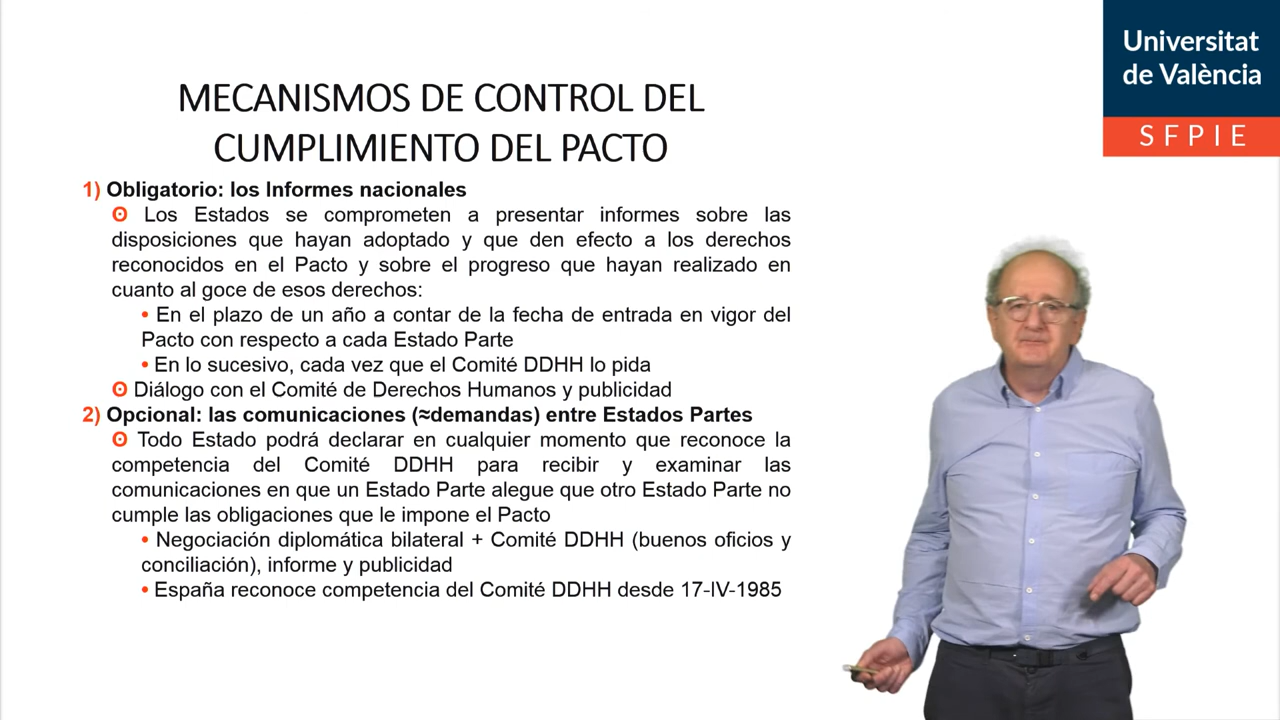 MECANISMOS DE CONTROL DEL
CUMPLIMIENTO DEL PACTO
1) Obligatorio: los Informes nacionales
ʘ Los Estados se comprometen a presentar informes sobre las
disposiciones que hayan adoptado y que den efecto a los derechos
reconocidos en el Pacto y sobre el progreso que hayan realizado en
cuanto al goce de esos derechos:
• En el plazo de un año a contar de la fecha de entrada en vigor del
Pacto con respecto a cada Estado Parte
• En lo sucesivo, cada vez que el Comité DDHH lo pida
ʘ Diálogo con el Comité de Derechos Humanos y publicidad
2) Opcional: las comunicaciones (≈demandas) entre Estados Partes
ʘ Todo Estado podrá declarar en cualquier momento que reconoce la
competencia del Comité DDHH para recibir y examinar las
comunicaciones en que un Estado Parte alegue que otro Estado Parte no
cumple las obligaciones que le impone el Pacto
• Negociación diplomática bilateral + Comité DDHH (buenos oficios y
conciliación), informe y publicidad
• España reconoce competencia del Comité DDHH desde 17-IV-1985
Universitat
de València
SFPIE